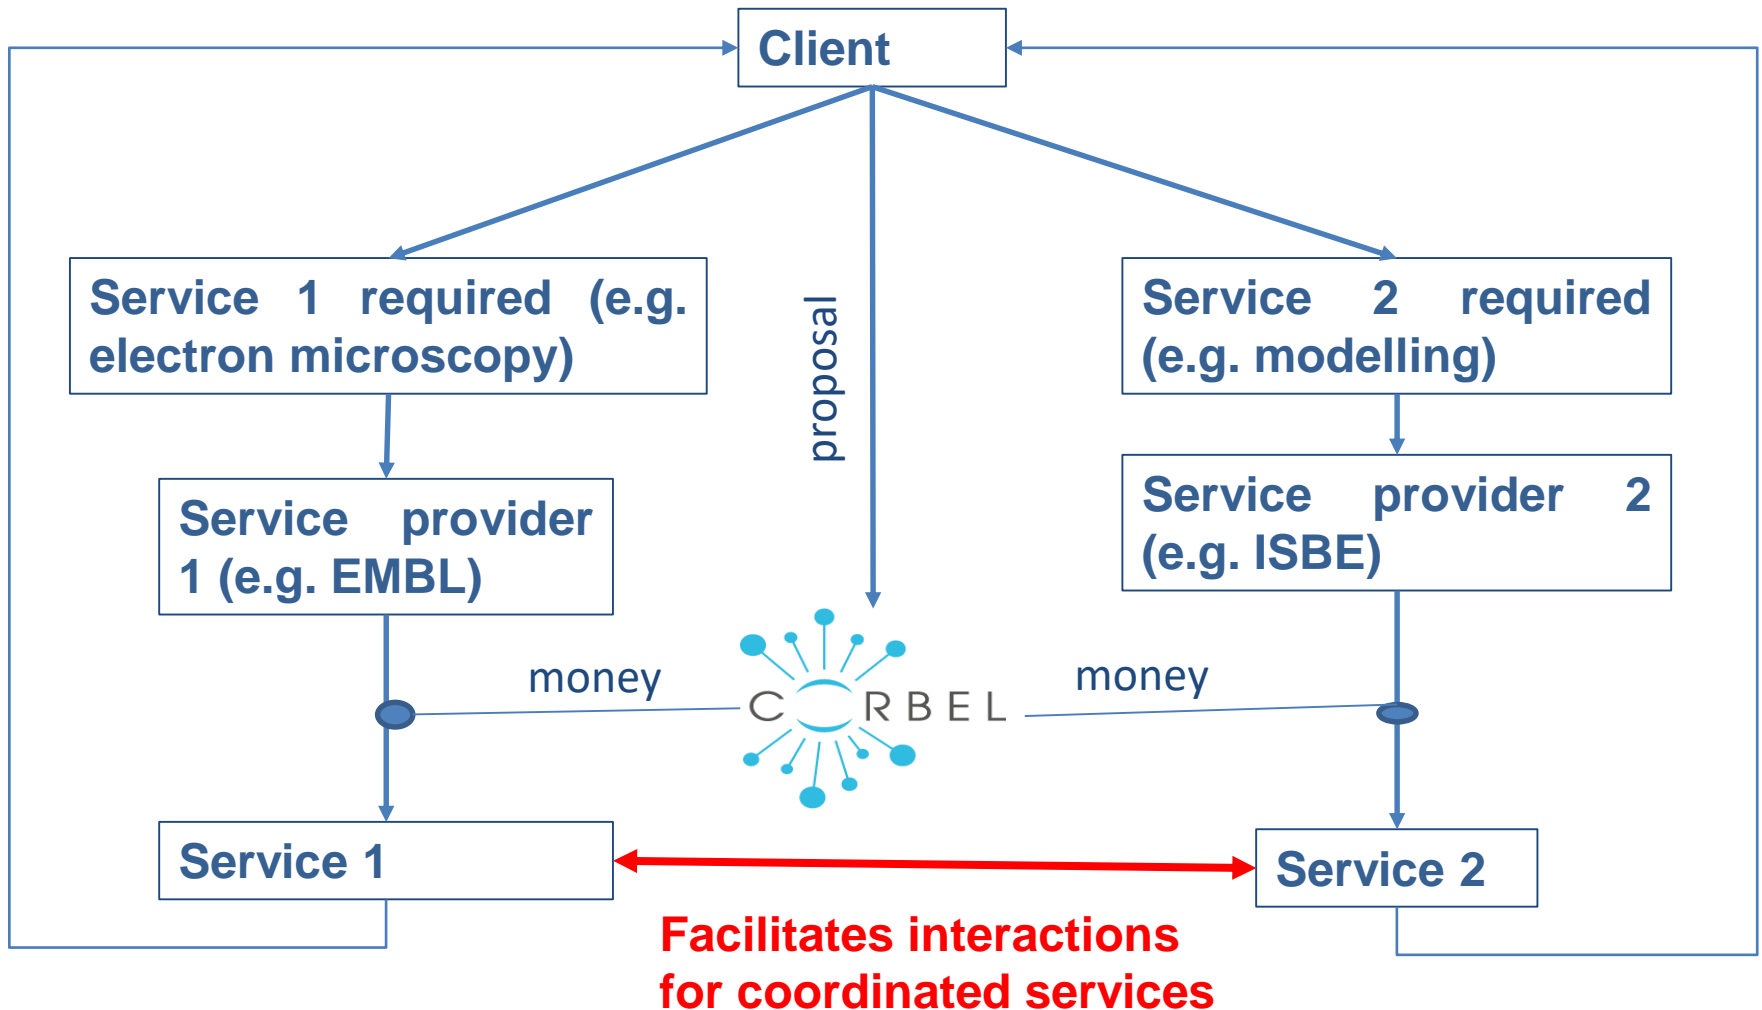 Client
Service 1 required (e.g.
electron microscopy)
proposal
Service 2 required
(e.g. modelling)
Service provider
1 (e.g. EMBL)
Service provider 2
(e.g. ISBE)
money
CORBEL
money
Service 1
Service 2
Facilitates interactions
for coordinated services